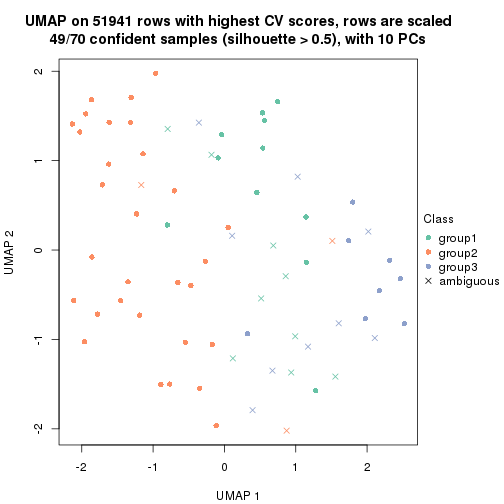 UMAP on 51941 rows with highest CV scores, rows are scaled
49/70 confident samples (silhouette > 0.5), with 10 PCs
UMAP 2
2
1
0
-1
-2
-2
-1
0
1
2
UMAP 1
Class
group1
group2
group3
ambiguous